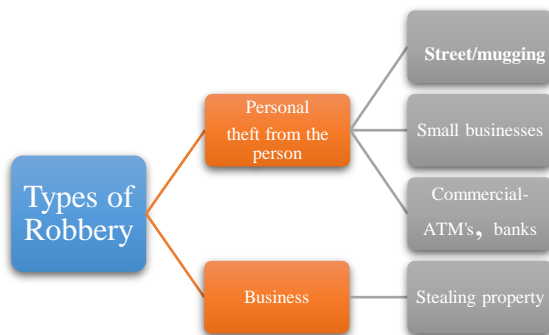 Types of
Robbery
Personal
theft from the
person
Street/mugging
Small businesses
Commercial-
ATM's, banks
Business
Stealing property